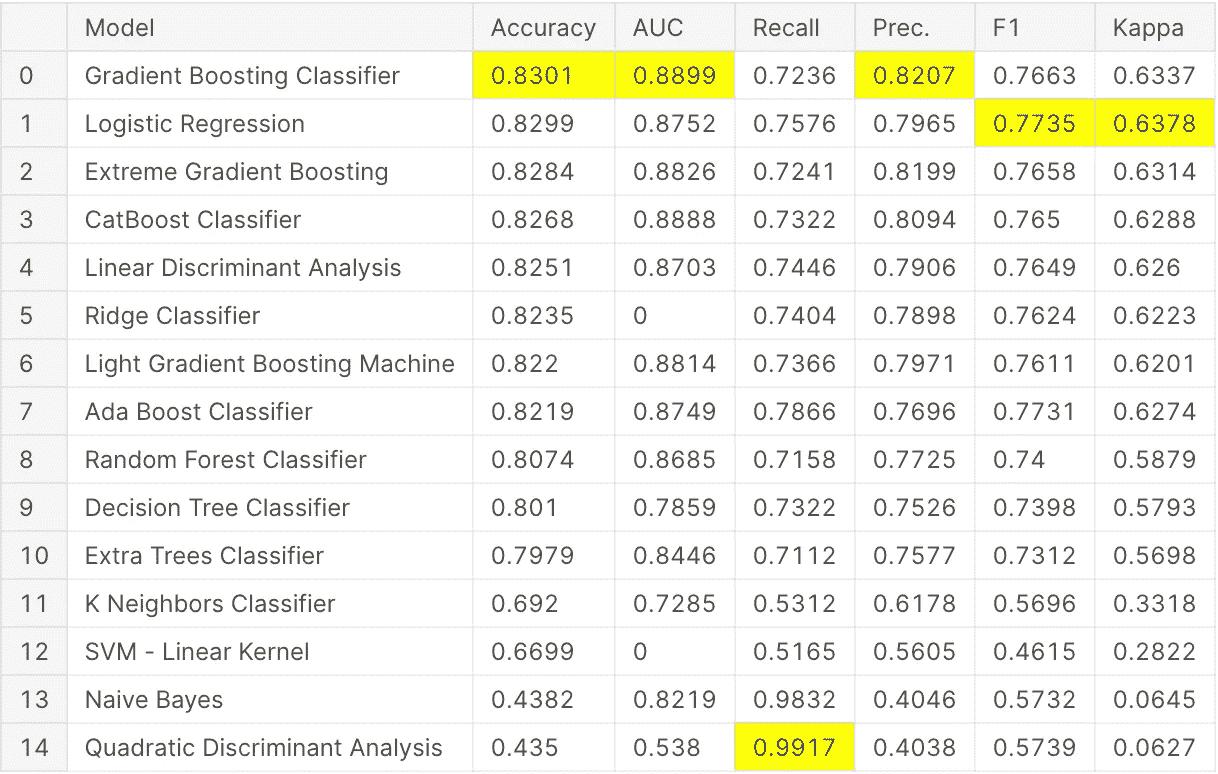 Model Accuracy AUC Recall Prec. F1 Kappa
0 Gradient Boosting Classifier 0.8301 0.8899 0.7236 0.8207 0.7663 0.6337
1 Logistic Regression 0.8299 0.8752 0.7576 0.7965 0.7735 0.6378
2 Extreme Gradient Boosting 0.8284 0.8826 0.7241 0.8199 0.7658 0.6314
3 CatBoost Classifier 0.8268 0.8888 0.7322 0.8094 0.765 0.6288
4 Linear Discriminant Analysis 0.8251 0.8703 0.7446 0.7906 0.7649 0.626
5 Ridge Classifier 0.8235 0 0.7404 0.7898 0.7624 0.6223
6 Light Gradient Boosting Machine 0.822 0.8814 0.7366 0.7971 0.7611 0.6201
7 Ada Boost Classifier 0.8219 0.8749 0.7866 0.7696 0.7731 0.6274
8 Random Forest Classifier 0.8074 0.8685 0.7158 0.7725 0.74 0.5879
9 Decision Tree Classifier 0.801 0.7859 0.7322 0.7526 0.7398 0.5793
10 Extra Trees Classifier 0.7979 0.8446 0.7112 0.7577 0.7312 0.5698
11 K Neighbors Classifier 0.692 0.7285 0.5312 0.6178 0.5696 0.3318
12 SVM - Linear Kernel 0.6699 0 0.5165 0.5605 0.4615 0.2822
13 Naive Bayes 0.4382 0.8219 0.9832 0.4046 0.5732 0.0645
14 Quadratic Discriminant Analysis 0.435 0.538 0.9917 0.4038 0.5739 0.0627